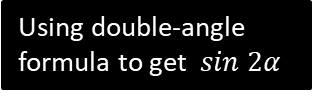 Using double-angle
formula to get sin 2α